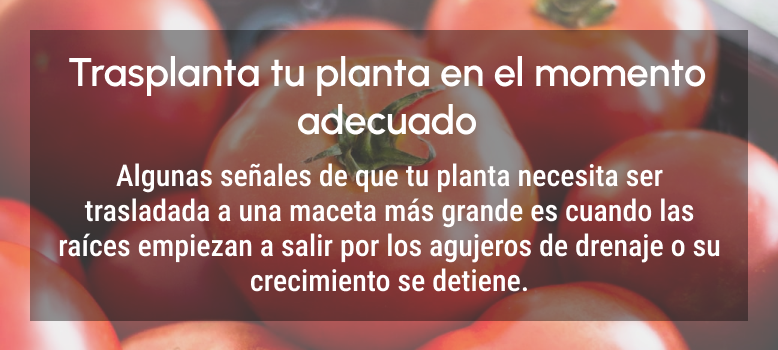 Trasplanta tu planta en el momento
adecuado
Algunas señales de que tu planta necesita ser
trasladada a una maceta más grande es cuando las
raíces empiezan a salir por los agujeros de drenaje o su
crecimiento se detiene.